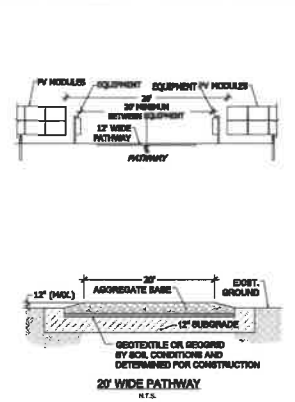 PV MODULES
EQUIPMENT
EQUIPMENT
PV MODULES
26'
20' MINIMUM
BETWEEN EQUIPMENT
12' WIDE
PATHWAY
PATHWAY
20'
AGGREGATE BASE
EXIST.
GROUND
12" (MAX.)
12" SUBGRADE
GEOTEXTILE OR GEOGRID
BY SOIL CONDITIONS AND
DETERMINED FOR CONSTRUCTION
20' WIDE PATHWAY
N.T.S.